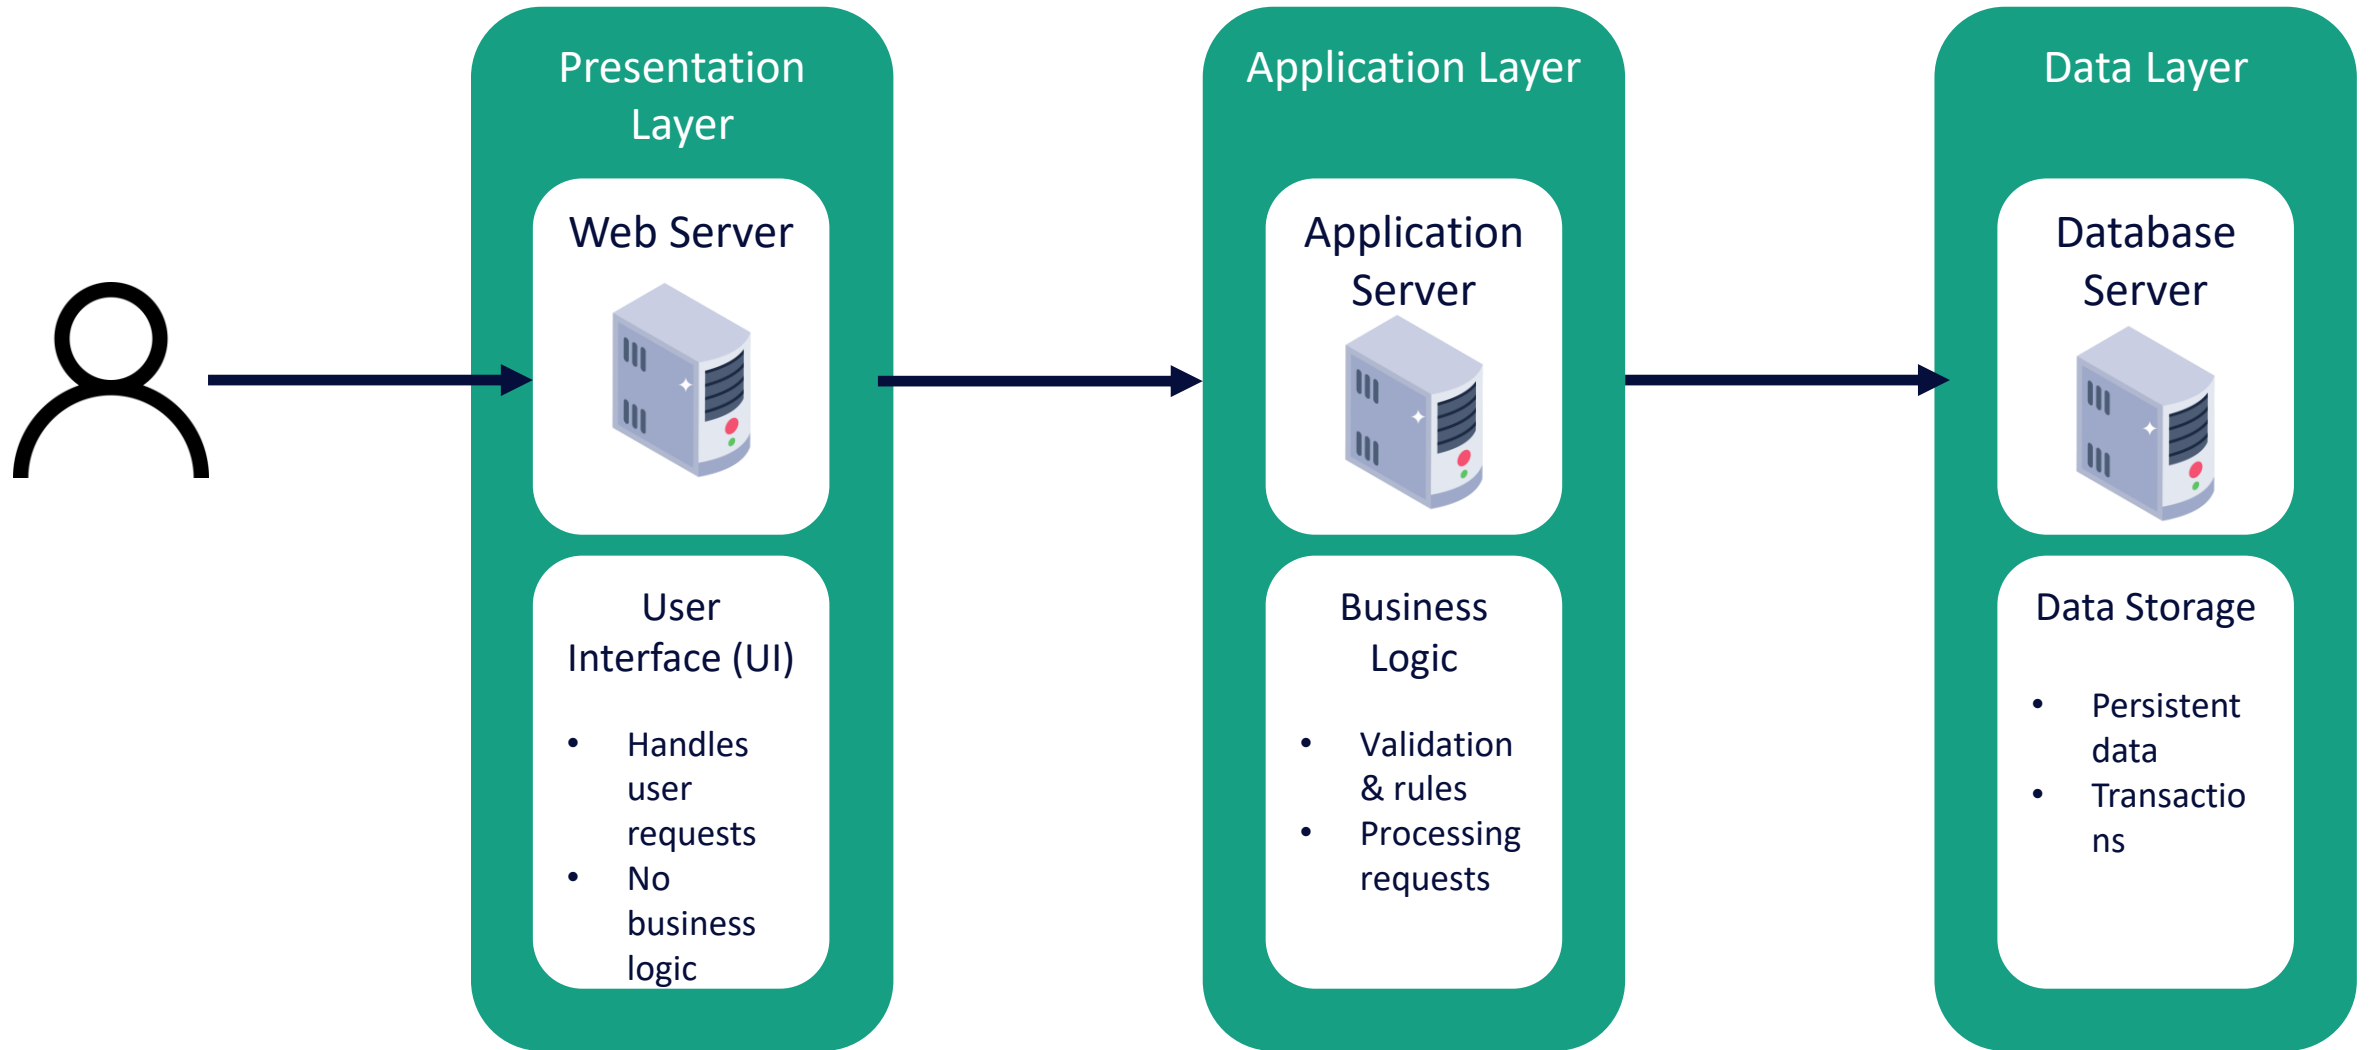 Presentation
Layer
Web Server
User
Interface (UI)
• Handles
user
requests
• No
business
logic
Application Layer
Application
Server
Business
Logic
• Validation
& rules
• Processing
requests
Data Layer
Database
Server
Data Storage
• Persistent
data
• Transactio
ns